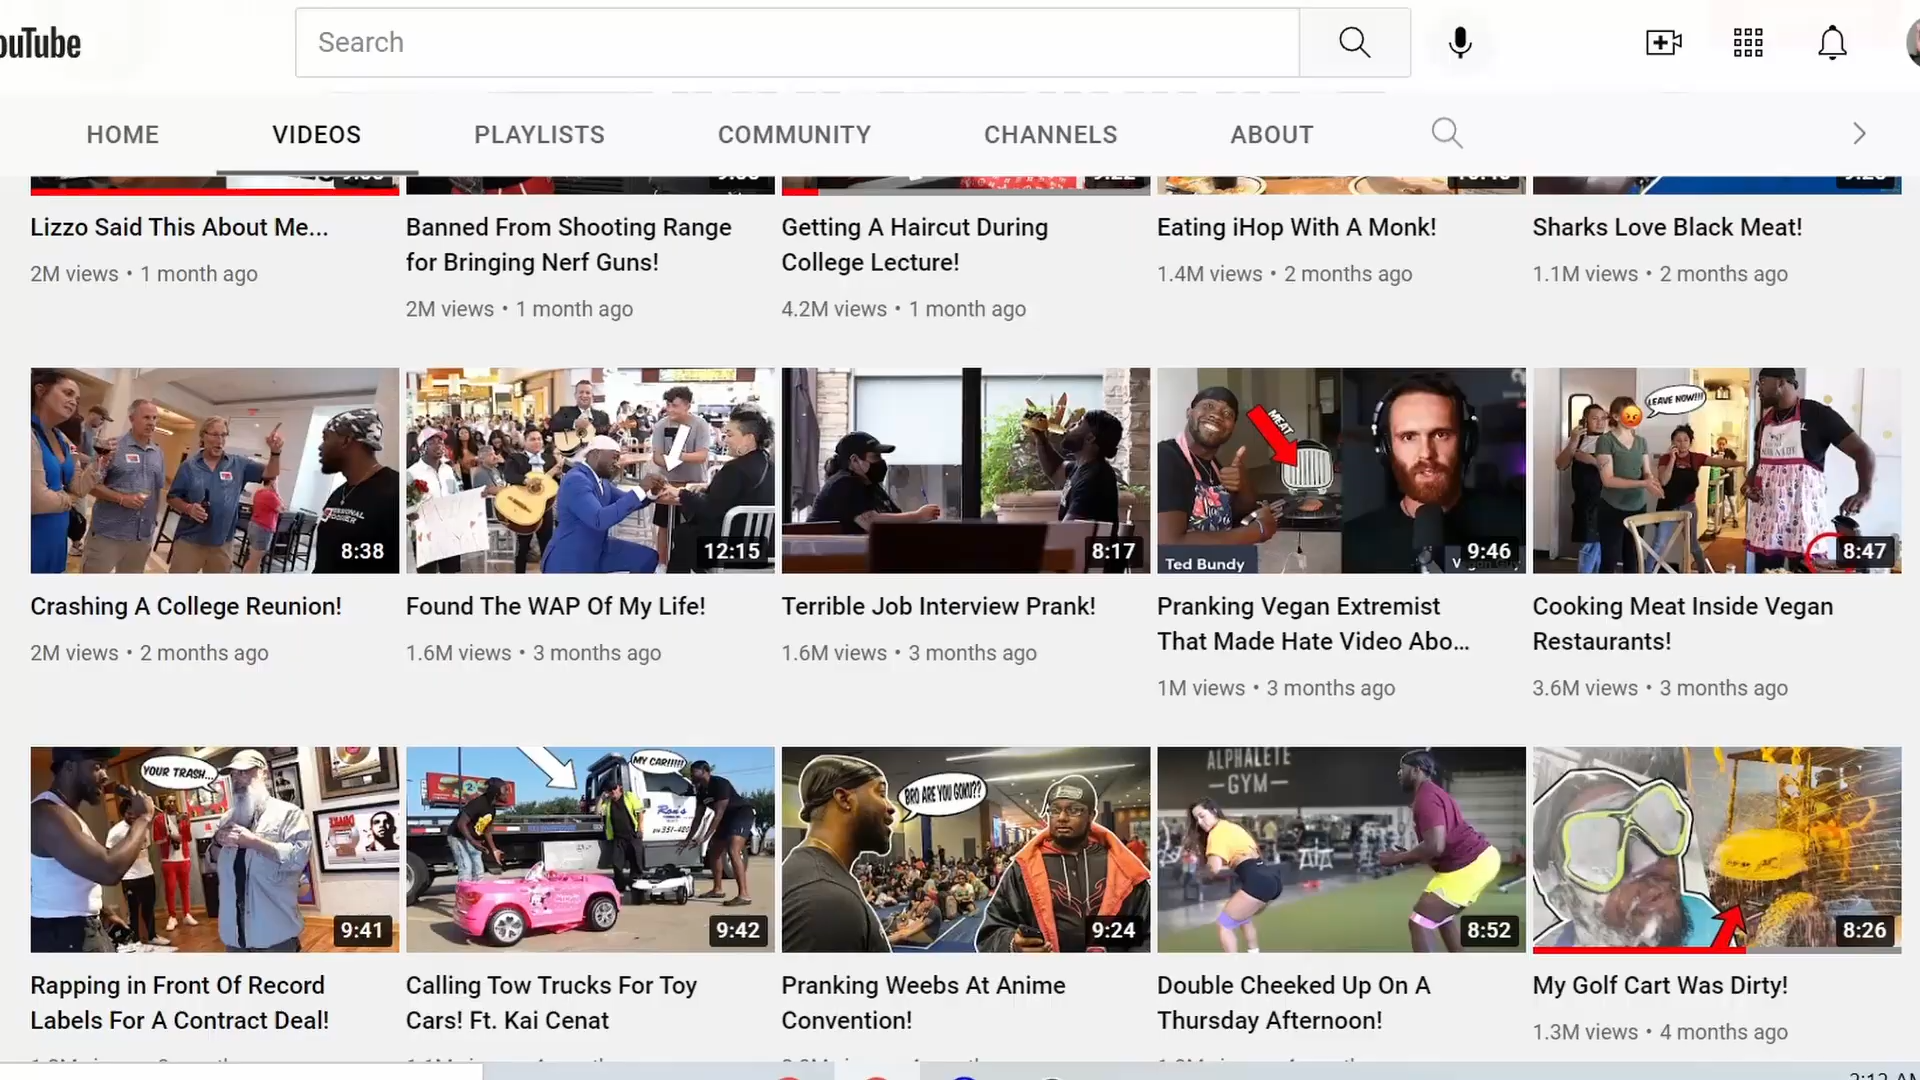 ouTube
Search
HOME
VIDEOS
PLAYLISTS
COMMUNITY
CHANNELS
ABOUT
Lizzo Said This About Me...
2M views • 1 month ago
Banned From Shooting Range
for Bringing Nerf Guns!
2M views • 1 month ago
Getting A Haircut During
College Lecture!
4.2M views • 1 month ago
Eating iHop With A Monk!
1.4M views • 2 months ago
Sharks Love Black Meat!
1.1M views • 2 months ago
8:38
Crashing A College Reunion!
2M views • 2 months ago
12:15
Found The WAP Of My Life!
1.6M views • 3 months ago
8:17
Terrible Job Interview Prank!
1.6M views • 3 months ago
MEAT
Ted Bundy
9:46
Pranking Vegan Extremist
That Made Hate Video Abo...
1M views • 3 months ago
LEAVE NOW!!!
8:47
Cooking Meat Inside Vegan
Restaurants!
3.6M views • 3 months ago
YOUR TRASH...
9:41
Rapping in Front Of Record
Labels For A Contract Deal!
MY CAR!!!!!
9:42
Calling Tow Trucks For Toy
Cars! Ft. Kai Cenat
BRO ARE YOU GOKU??
9:24
Pranking Weebs At Anime
Convention!
ALPHALETE
GYM
8:52
Double Cheeked Up On A
Thursday Afternoon!
8:26
My Golf Cart Was Dirty!
1.3M views • 4 months ago